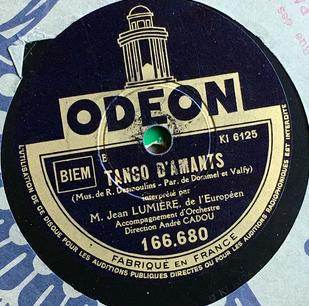 ODEON
KI 6125
BIEM
B
TANGO D'AMANTS
(Mus. de R. Desmoulins - Par. de Dommel et Valfy)
interprété par
M. Jean LUMIÈRE, de l'Européen
Accompagnement d'Orchestre
Direction André CADOU
166.680
FABRIQUÉ EN FRANCE
L'UTILISATION DE CE DISQUE POUR LES AUDITIONS PUBLIQUES DIRECTES OU POUR LES AUDITIONS RADIOPHONIQUES EST INTERDITE